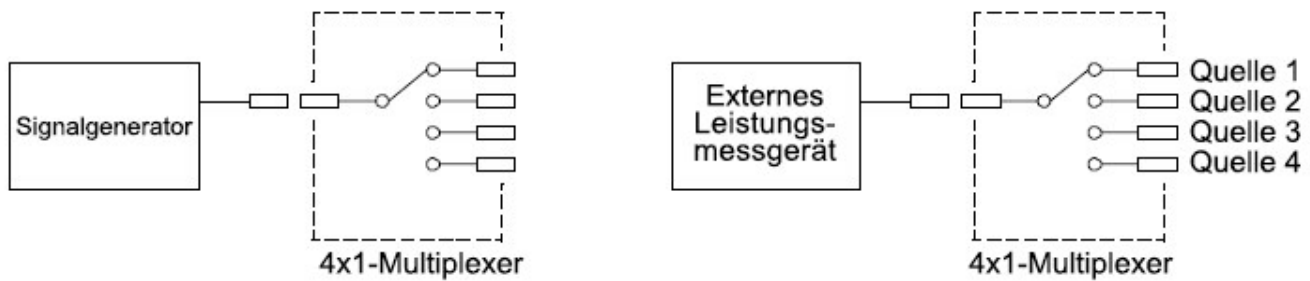 Signalgenerator
4x1-Multiplexer
Externes
Leistungs-
messgerät
Quelle 1
Quelle 2
Quelle 3
Quelle 4
4x1-Multiplexer